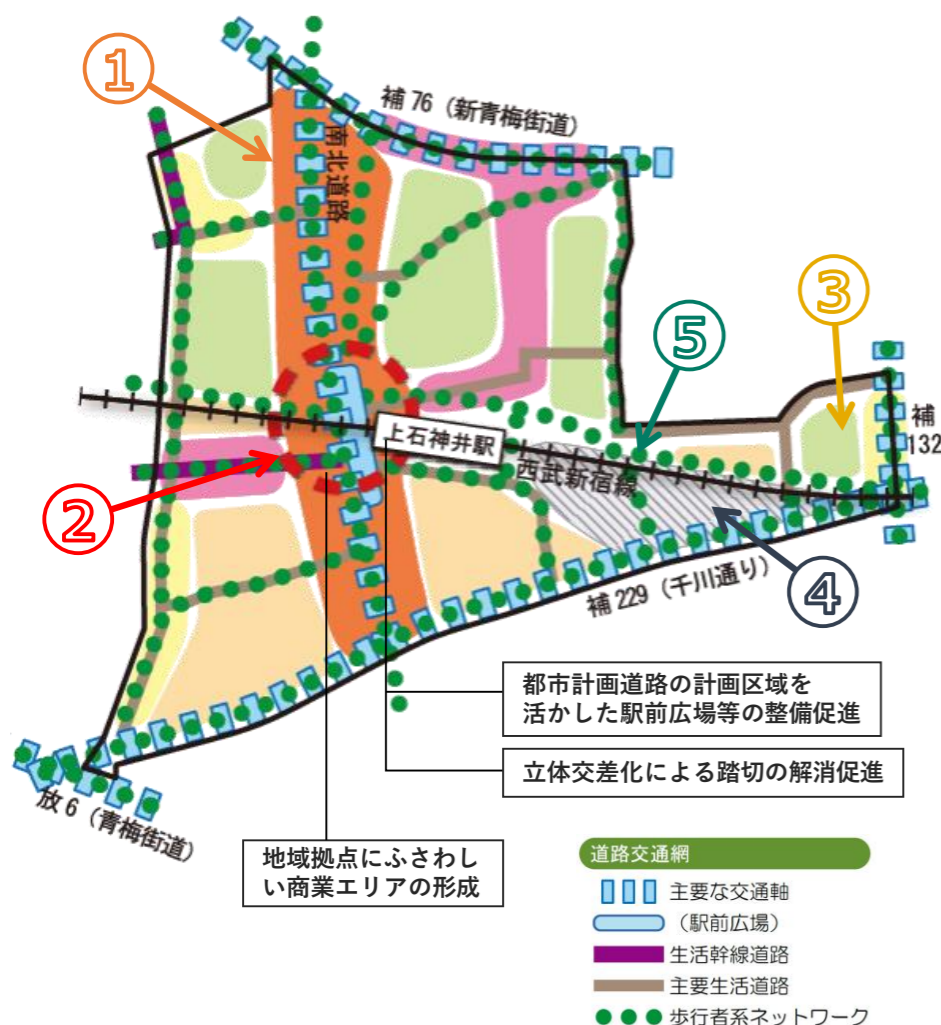 ①
補76（新青梅街道）
南北道路
③
⑤
補
132
上石神井駅
西武新宿線
②
④
補229（千川通り）
都市計画道路の計画区域を
活かした駅前広場等の整備促進
立体交差化による踏切の解消促進
放6（青梅街道）
地域拠点にふさわし
い商業エリアの形成
道路交通網
主要な交通軸
（駅前広場）
生活幹線道路
主要生活道路
歩行者系ネットワーク